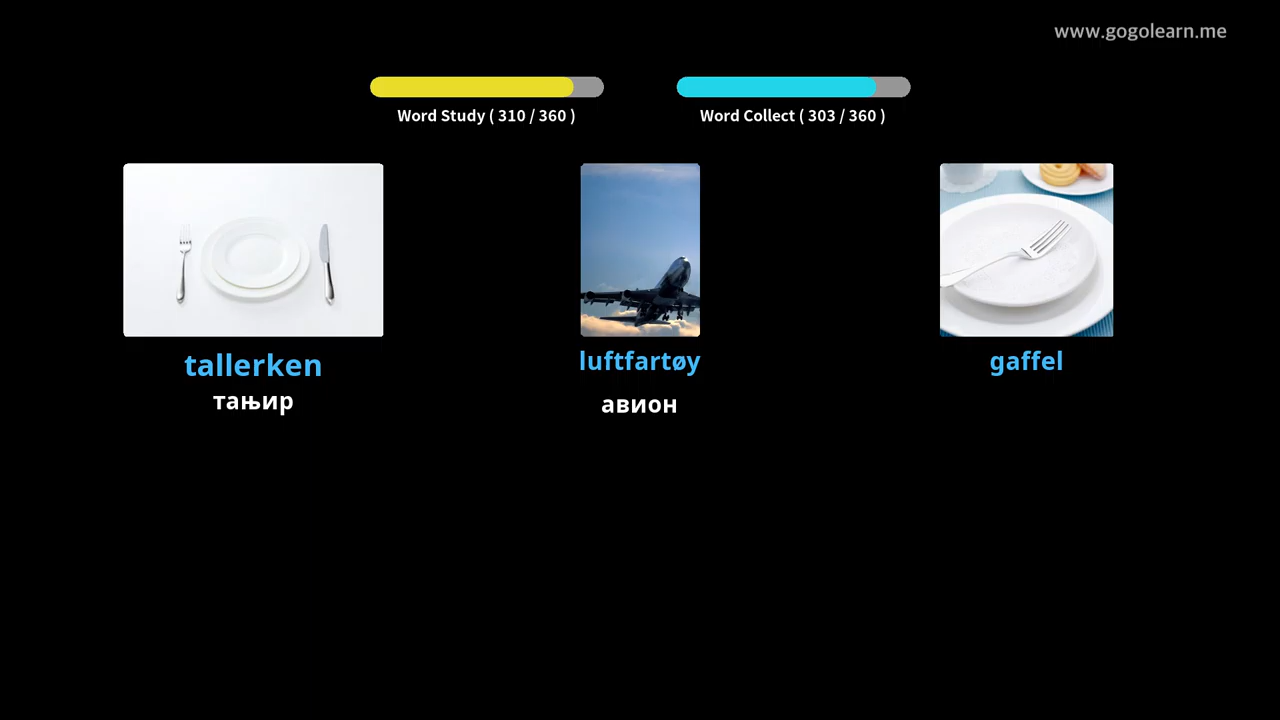 www.gogolearn.me
Word Study ( 310 / 360 )
Word Collect ( 303 / 360 )
tallerken
тањир
luftfartøy
авион
gaffel